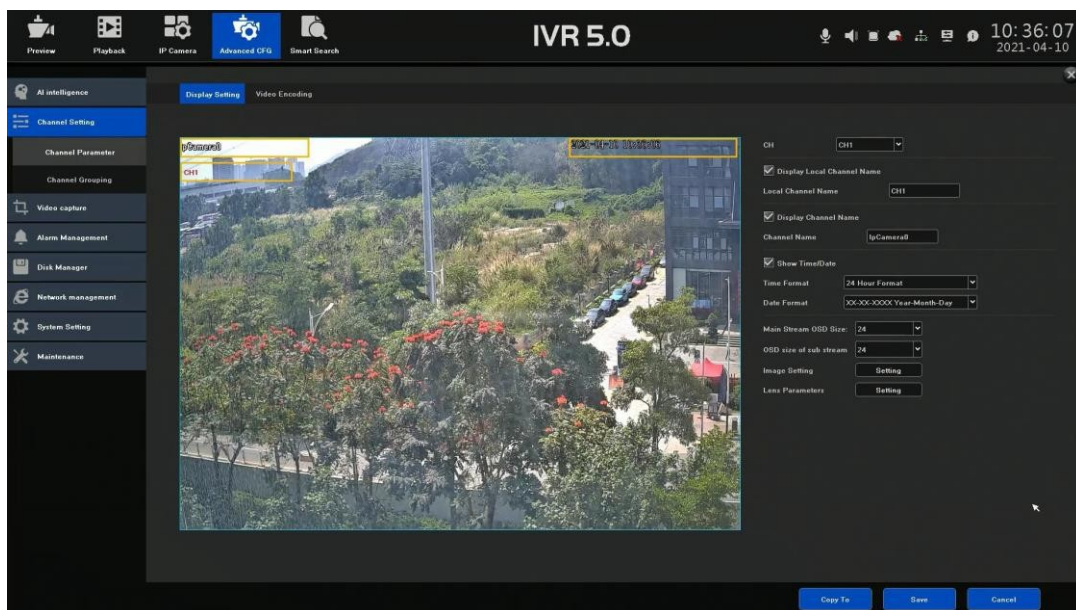 IVR 5.0
10:36:07
2021-04-10
Preview
Playback
IP Camera
Advanced CFG
Smart Search
AI intelligence
Channel Setting
Channel Parameter
Channel Grouping
Video capture
Alarm Management
Disk Manager
Network management
System Setting
Maintenance
Display Setting
Video Encoding
IpCamera0
CH1
CH
CH1
Display Local Channel Name
Local Channel Name
CH1
Display Channel Name
Channel Name
IpCamera0
Show Time/Date
Time Format
24 Hour Format
Date Format
XX-XX-XXXX Year-Month-Day
Main Stream OSD Size:
24
OSD size of sub stream
24
Image Setting
Setting
Lens Parameters
Setting
Copy To
Save
Cancel